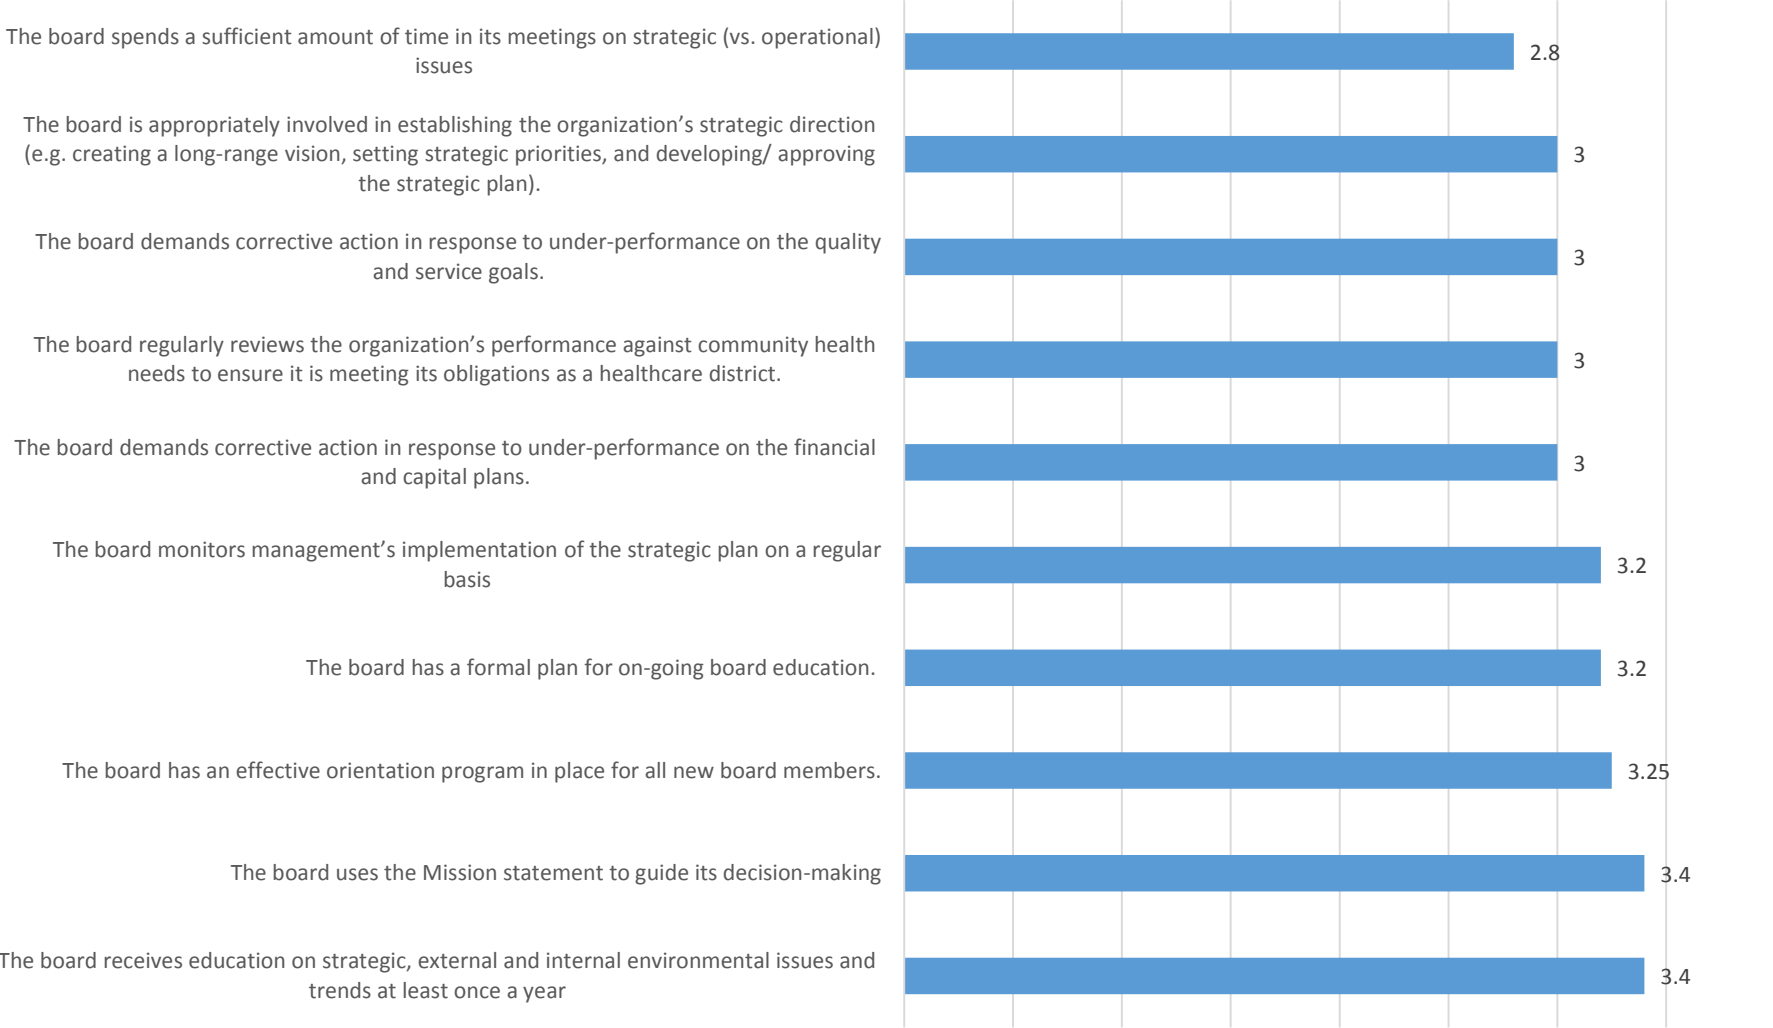 The board spends a sufficient amount of time in its meetings on strategic (vs. operational)
issues
2.8
The board is appropriately involved in establishing the organization’s strategic direction
(e.g. creating a long-range vision, setting strategic priorities, and developing/ approving
the strategic plan).
3
The board demands corrective action in response to under-performance on the quality
and service goals.
3
The board regularly reviews the organization’s performance against community health
needs to ensure it is meeting its obligations as a healthcare district.
3
The board demands corrective action in response to under-performance on the financial
and capital plans.
3
The board monitors management’s implementation of the strategic plan on a regular
basis
3.2
The board has a formal plan for on-going board education.
3.2
The board has an effective orientation program in place for all new board members.
3.25
The board uses the Mission statement to guide its decision-making
3.4
The board receives education on strategic, external and internal environmental issues and
trends at least once a year
3.4